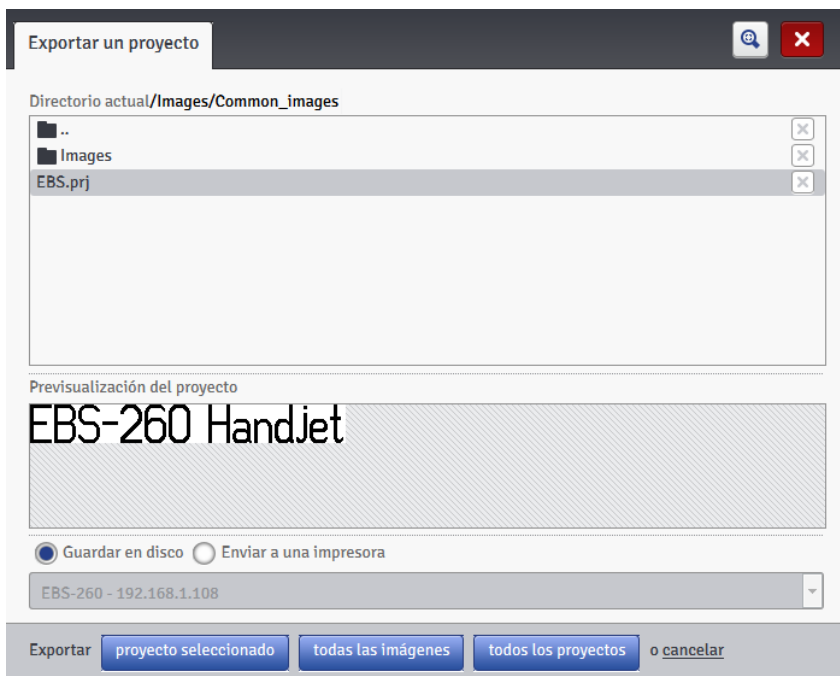 Exportar un proyecto
Directorio actual/Images/Common_images
..
Images
EBS.prj
Previsualización del proyecto
EBS-260 Handjet
Guardar en disco Enviar a una impresora
EBS-260 - 192.168.1.108
Exportar proyecto seleccionado todas las imágenes todos los proyectos o cancelar